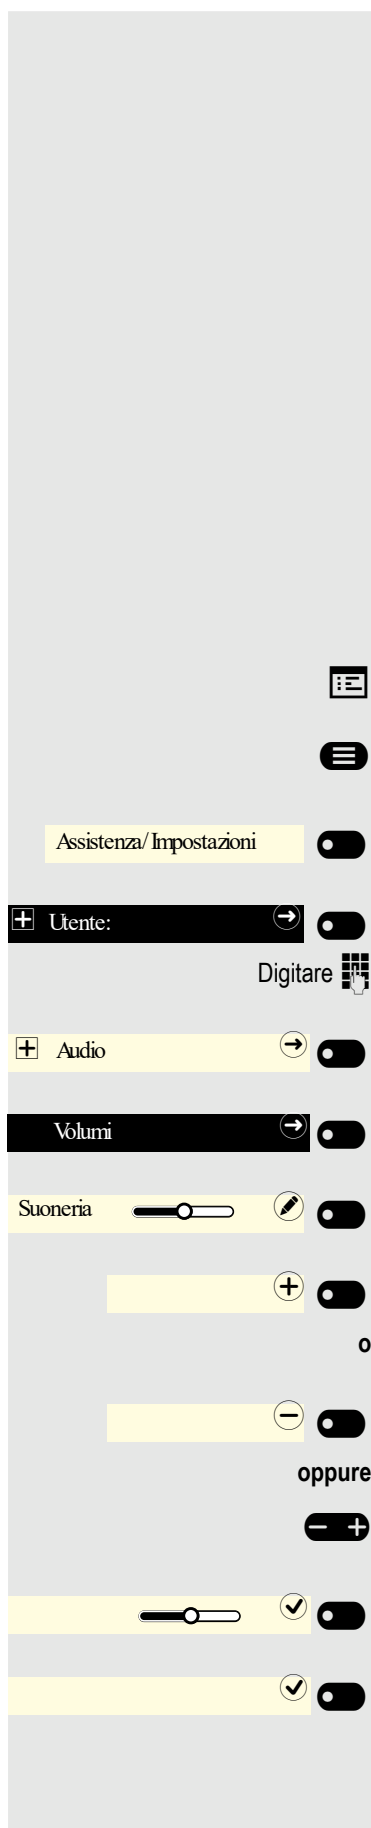 Assistenza/Impostazioni
Utente:
Digitare
Audio
Volumi
Suoneria
o
oppure